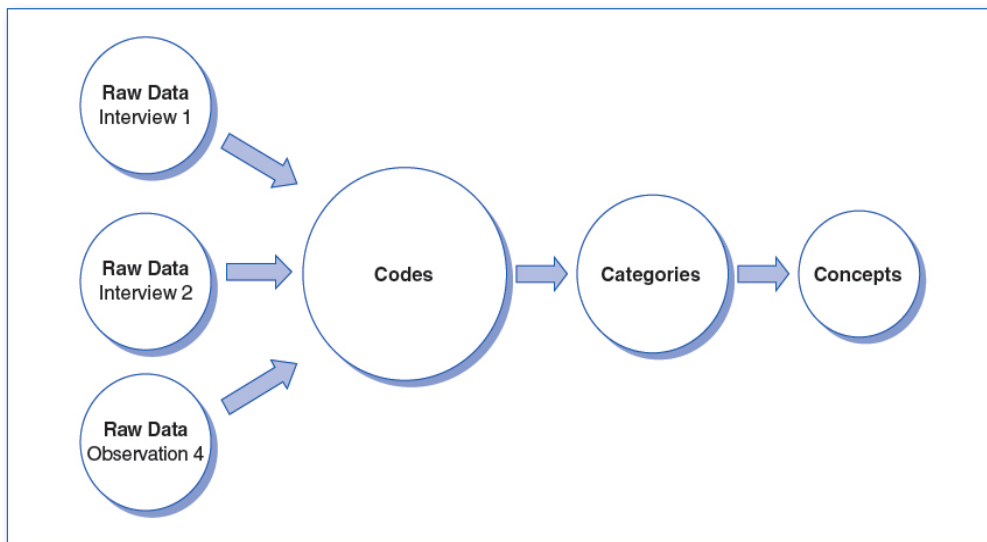 Raw Data
Interview 1
Raw Data
Interview 2
Raw Data
Observation 4
Codes
Categories
Concepts